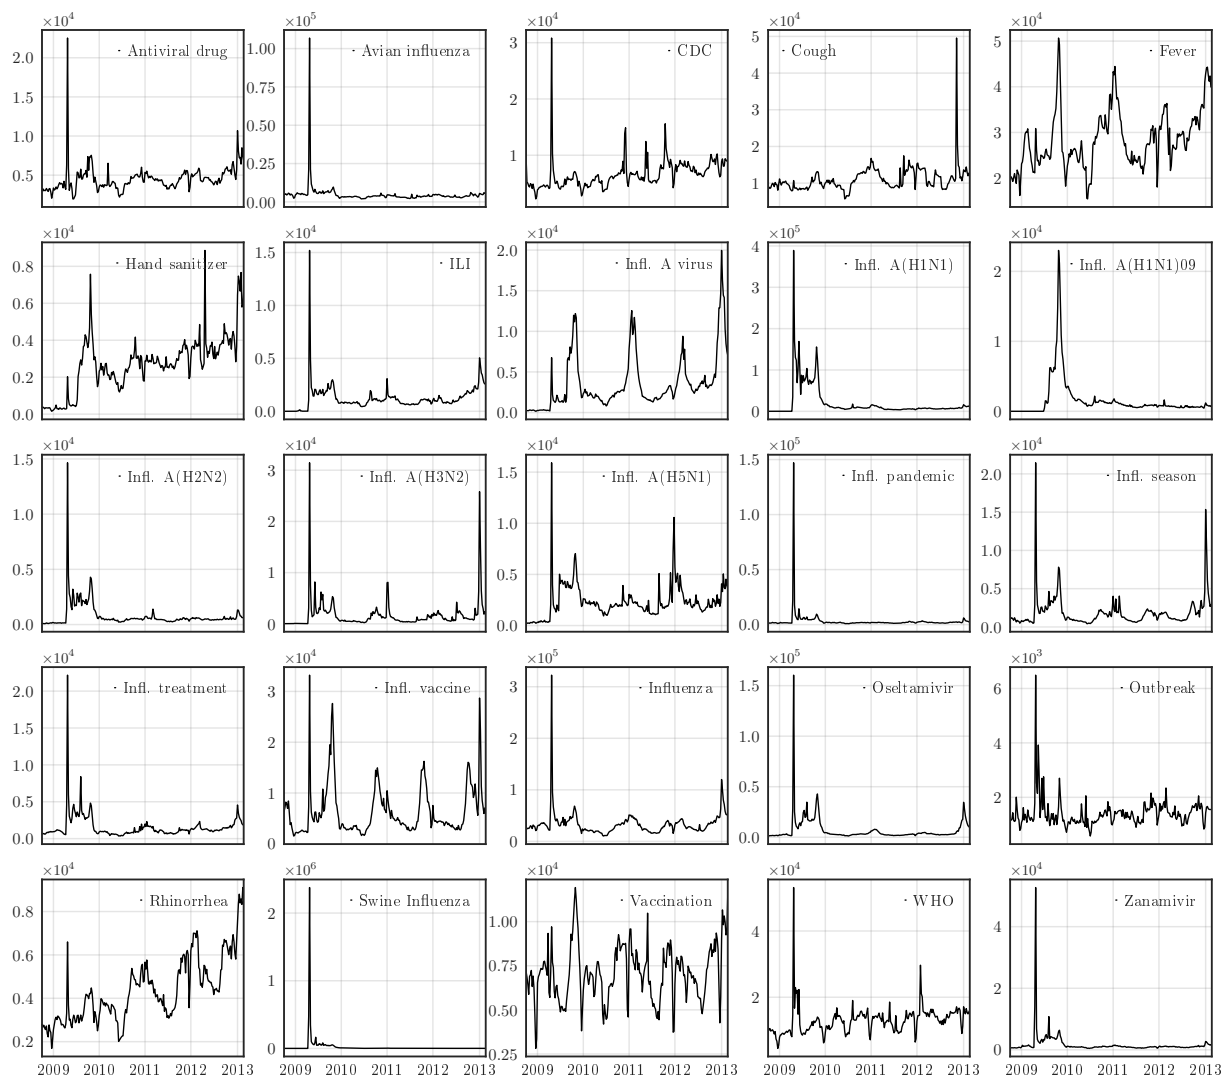 ×10⁴ ×10⁵ ×10⁴ ×10⁴ ×10⁴
Antiviral drug Avian influenza CDC Cough Fever
2.0 1.5 1.0 0.5
1.00 0.75 0.50 0.25 0.00
3 2 1
5 4 3 2 1
5 4 3 2
×10⁴ ×10⁴ ×10⁴ ×10⁵ ×10⁴
Hand sanitizer ILI Infl. A virus Infl. A(H1N1) Infl. A(H1N1)09
0.8 0.6 0.4 0.2 0.0
1.5 1.0 0.5 0.0
2.0 1.5 1.0 0.5 0.0
4 3 2 1 0
2 1 0
×10⁴ ×10⁴ ×10⁴ ×10⁵ ×10⁴
Infl. A(H2N2) Infl. A(H3N2) Infl. A(H5N1) Infl. pandemic Infl. season
1.5 1.0 0.5 0.0
3 2 1 0
1.5 1.0 0.5 0.0
1.5 1.0 0.5 0.0
2.0 1.5 1.0 0.5 0.0
×10⁴ ×10⁴ ×10⁵ ×10⁵ ×10³
Infl. treatment Infl. vaccine Influenza Oseltamivir Outbreak
2.0 1.5 1.0 0.5 0.0
3 2 1 0
3 2 1 0
1.5 1.0 0.5 0.0
6 4 2
×10⁴ ×10⁶ ×10⁴ ×10⁴ ×10⁴
Rhinorrhea Swine Influenza Vaccination WHO Zanamivir
0.8 0.6 0.4 0.2
2 1 0
1.00 0.75 0.50 0.25
4 2
4 2 0
2009 2010 2011 2012 2013 2009 2010 2011 2012 2013 2009 2010 2011 2012 2013 2009 2010 2011 2012 2013 2009 2010 2011 2012 2013